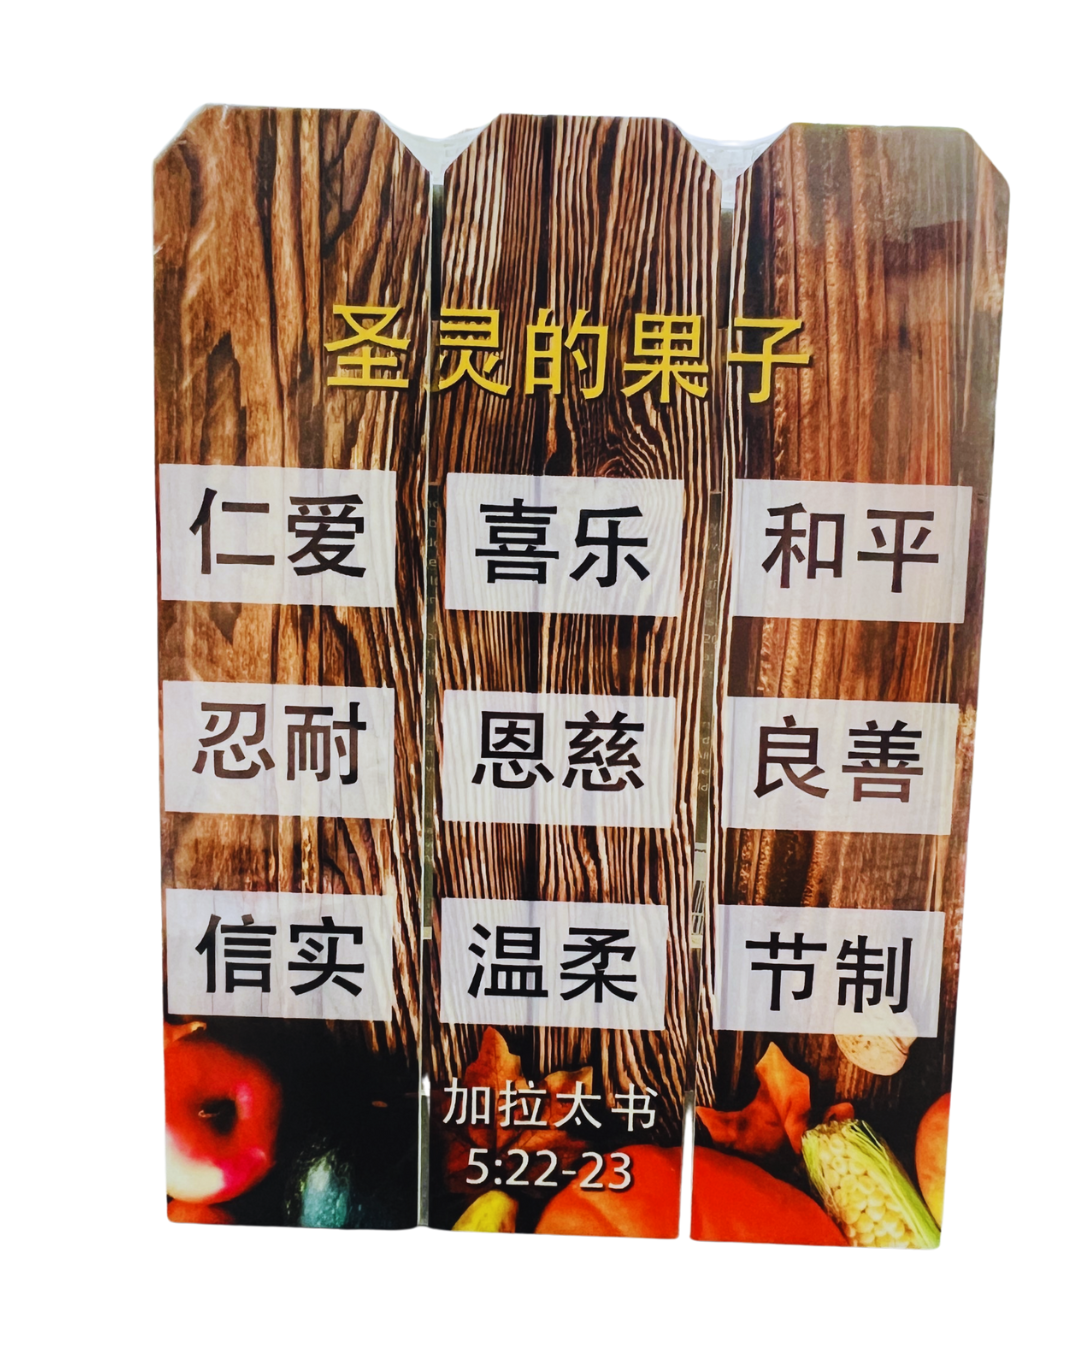 圣灵的果子
仁爱 喜乐 和平
忍耐 恩慈 良善
信实 温柔 节制
加拉太书
5:22-23